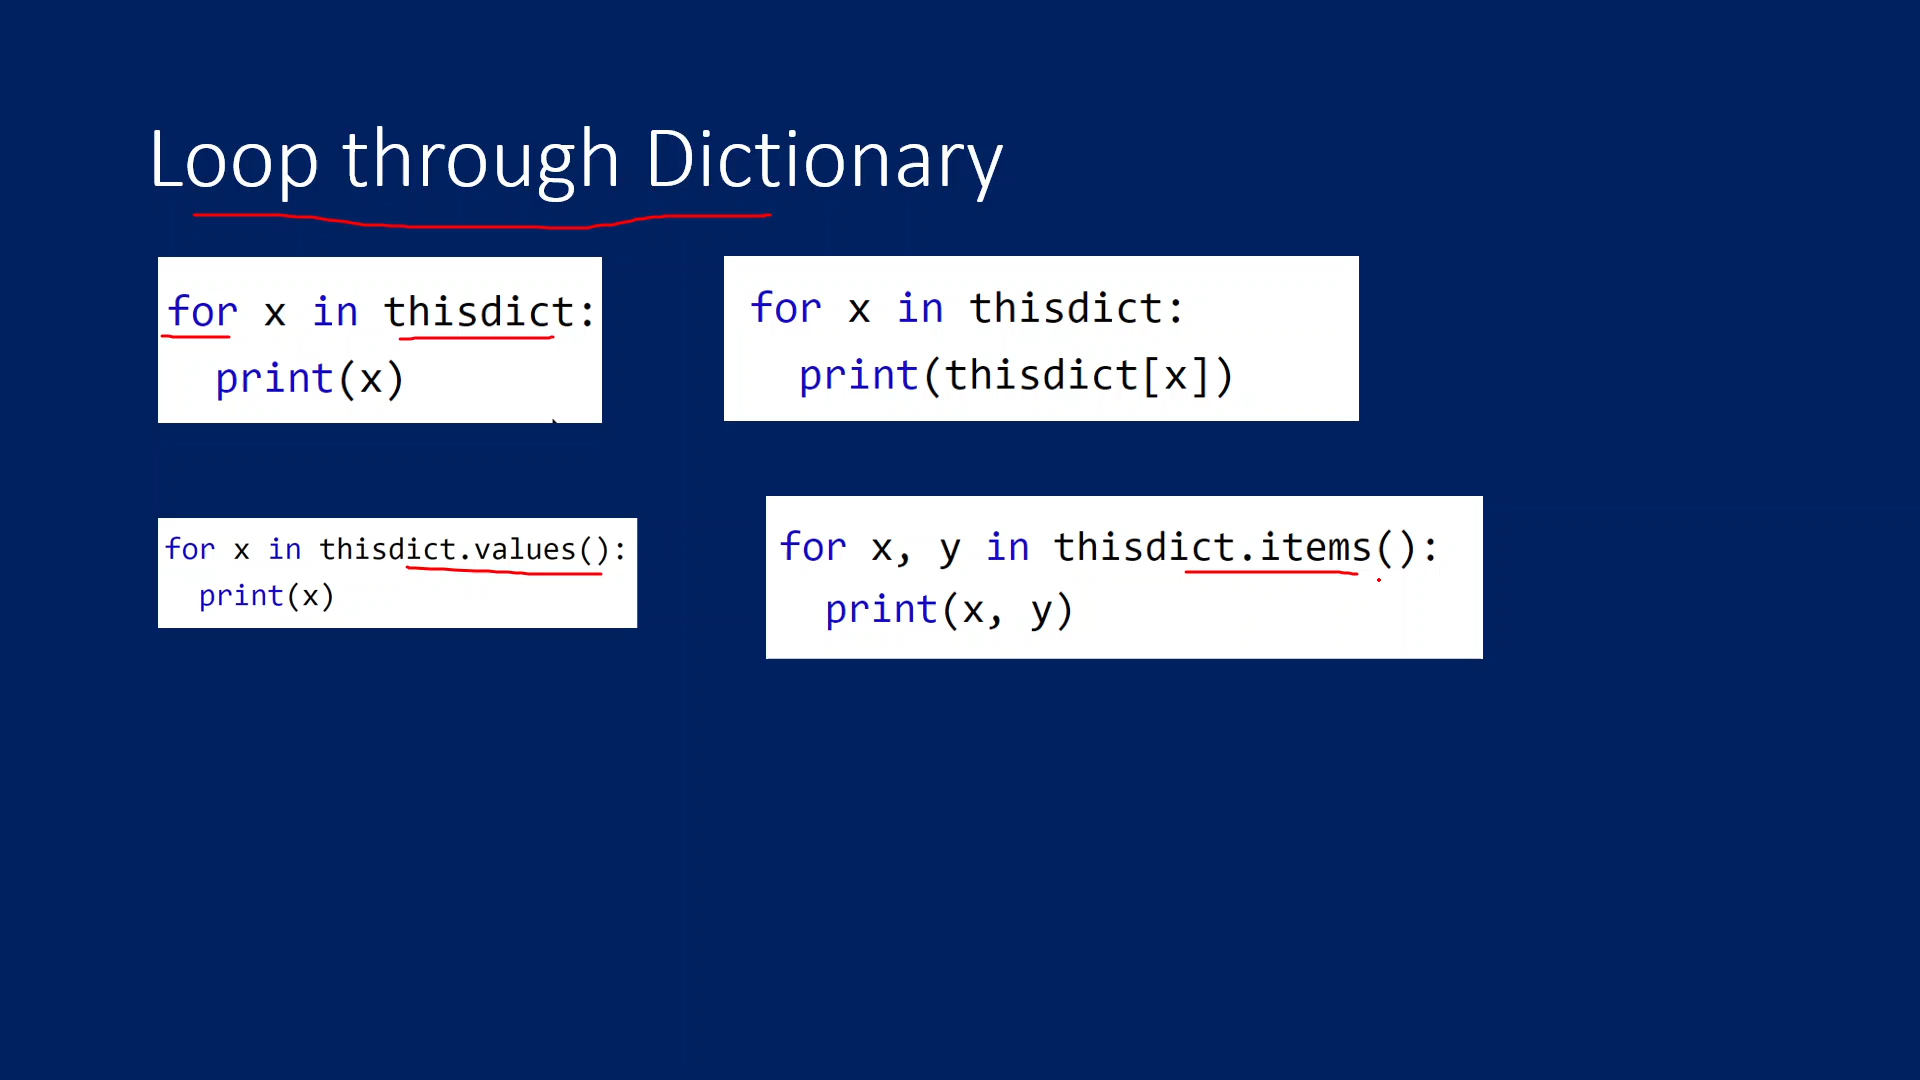 Loop through Dictionary
for x in thisdict:
  print(x)
for x in thisdict:
  print(thisdict[x])
for x in thisdict.values():
  print(x)
for x, y in thisdict.items():
  print(x, y)